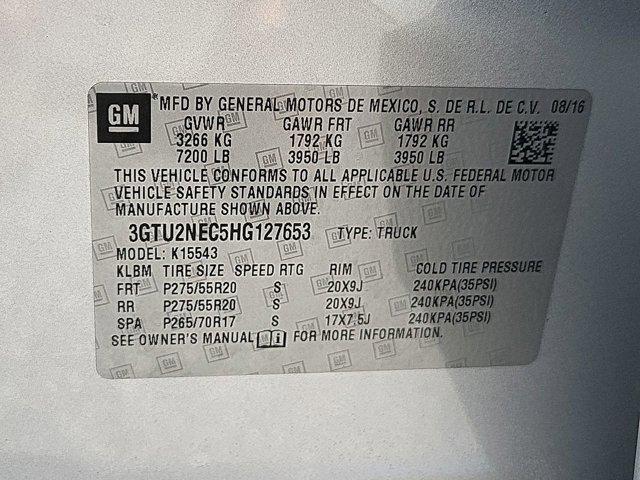 GM *MFD BY GENERAL MOTORS DE MEXICO, S. DE R.L. DE C.V. 08/16
GVWR GAWR FRT GAWR RR
3266 KG 1792 KG 1792 KG
7200 LB 3950 LB 3950 LB
THIS VEHICLE CONFORMS TO ALL APPLICABLE U.S. FEDERAL MOTOR
VEHICLE SAFETY STANDARDS IN EFFECT ON THE DATE OF
MANUFACTURE SHOWN ABOVE.
3GTU2NEC5HG127653 TYPE: TRUCK
MODEL: K15543
KLBM TIRE SIZE SPEED RTG RIM COLD TIRE PRESSURE
FRT P275/55R20 S 20X9J 240KPA(35PSI)
RR P275/55R20 S 20X9J 240KPA(35PSI)
SPA P265/70R17 S 17X7.5J 240KPA(35PSI)
SEE OWNER'S MANUAL i FOR MORE INFORMATION.